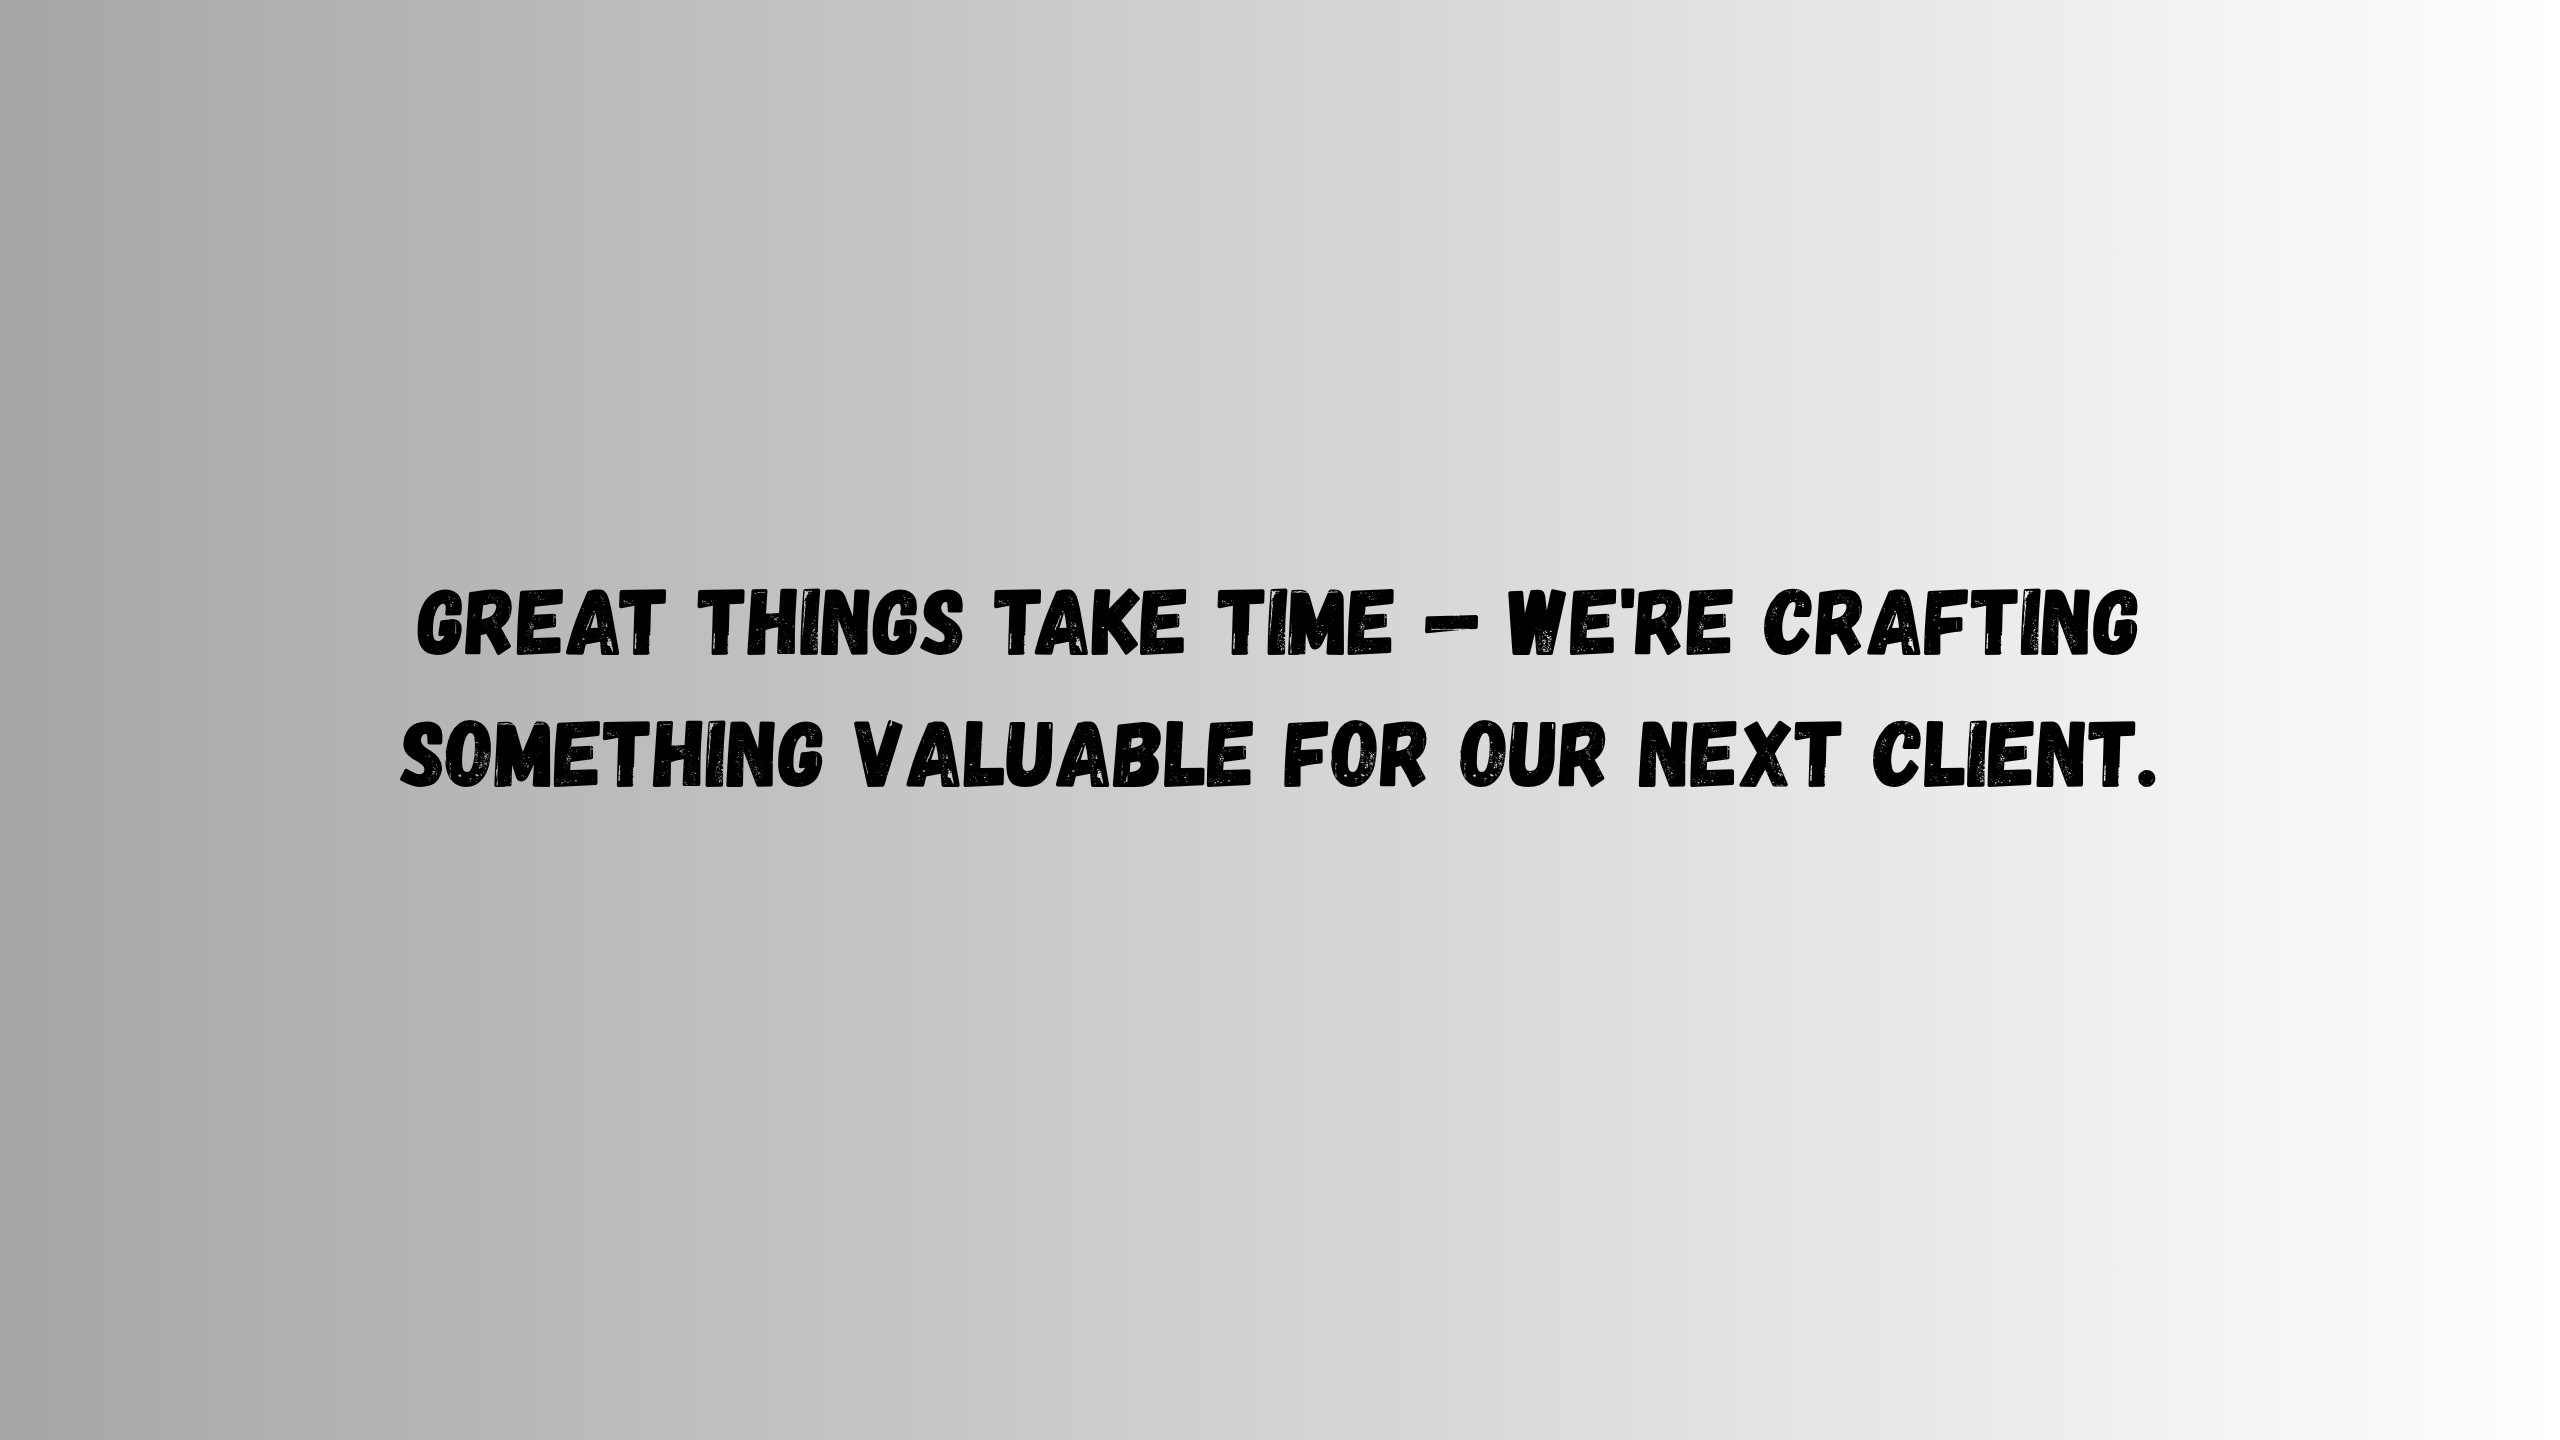 GREAT THINGS TAKE TIME – WE'RE CRAFTING
SOMETHING VALUABLE FOR OUR NEXT CLIENT.